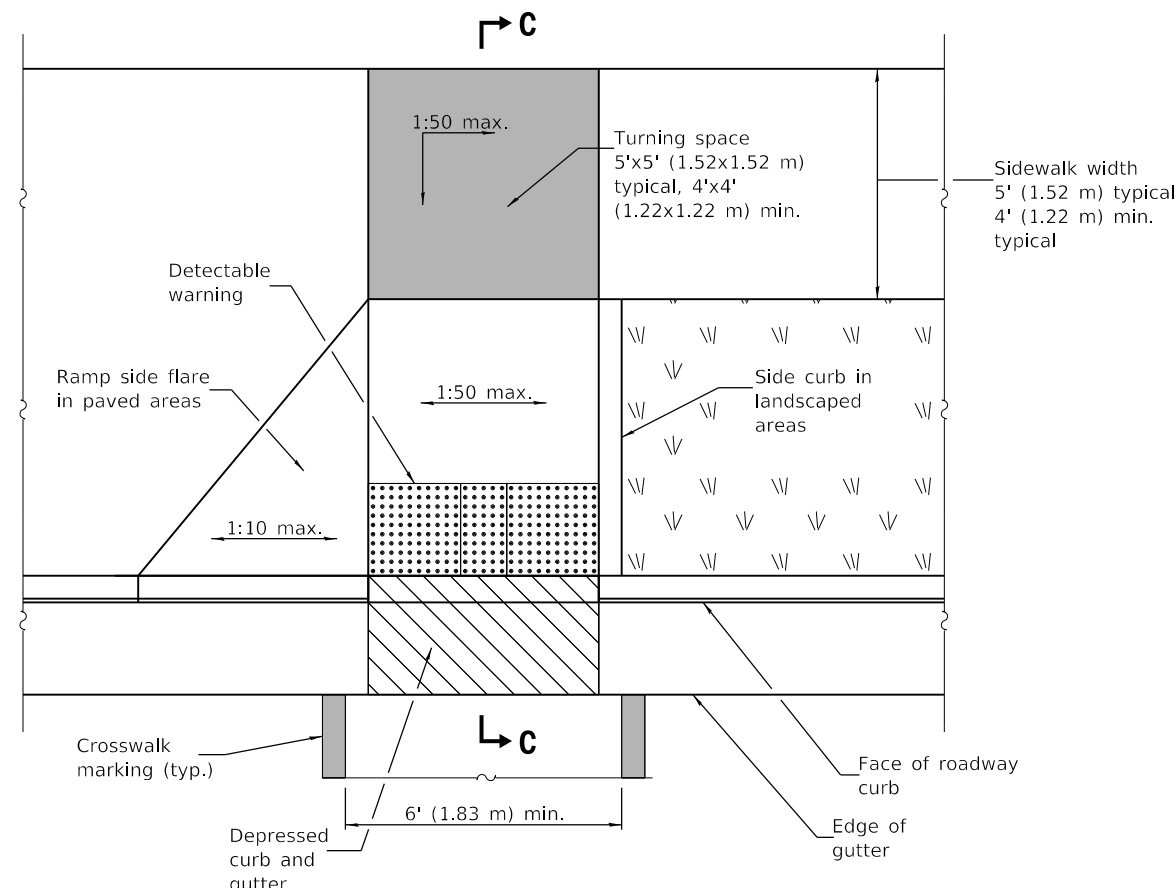 C
1:50 max.
Turning space
5'x5' (1.52x1.52 m)
typical, 4'x4'
(1.22x1.22 m) min.
Sidewalk width
5' (1.52 m) typical
4' (1.22 m) min.
typical
Detectable
warning
Ramp side flare
in paved areas
1:50 max.
Side curb in
landscaped
areas
1:10 max.
Crosswalk
marking (typ.)
C
Face of roadway
curb
6' (1.83 m) min.
Edge of
gutter
Depressed
curb and
gutter